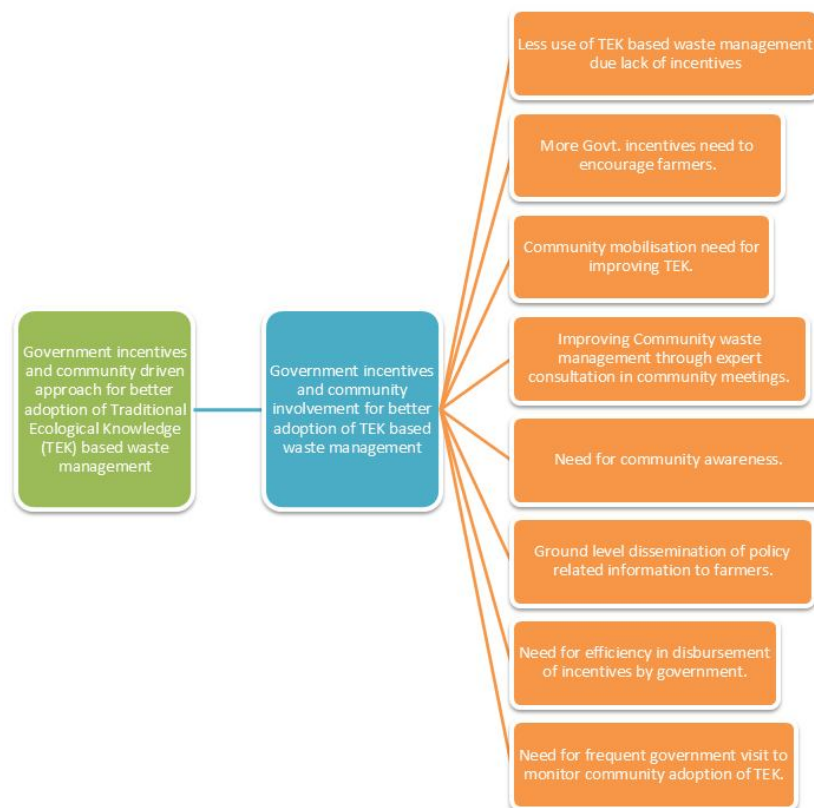 Government incentives
and community driven
approach for better
adoption of Traditional
Ecological Knowledge
(TEK) based waste
management
Government incentives
and community
involvement for better
adoption of TEK based
waste management
Less use of TEK based waste management
due lack of incentives
More Govt. incentives need to
encourage farmers.
Community mobilisation need for
improving TEK.
Improving Community waste
management through expert
consultation in community meetings.
Need for community awareness.
Ground level dissemination of policy
related information to farmers.
Need for efficiency in disbursement
of incentives by government.
Need for frequent government visit to
monitor community adoption of TEK.